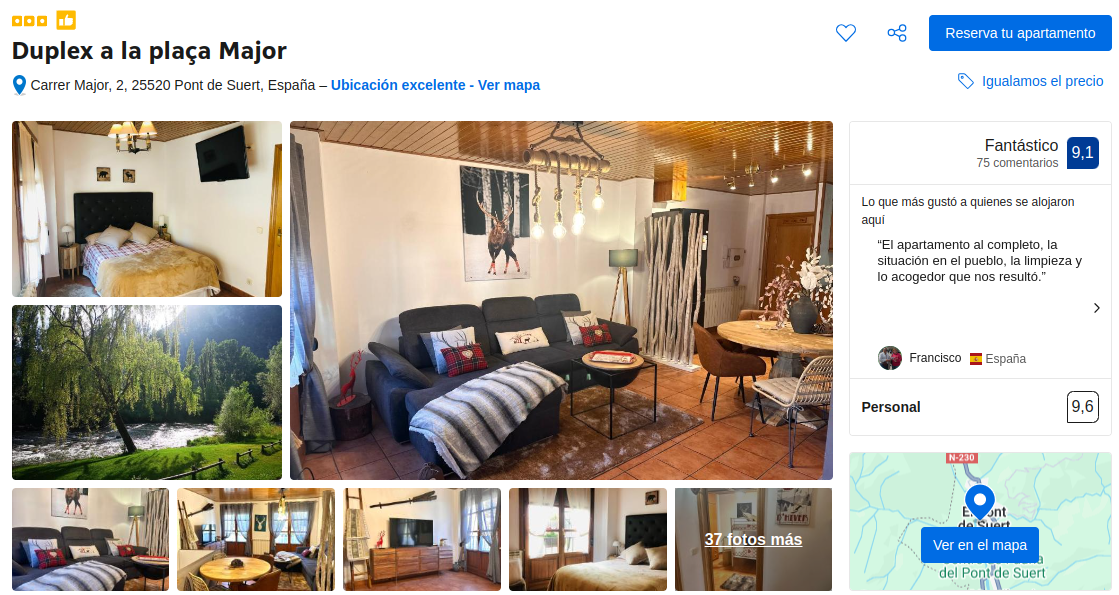 Duplex a la plaça Major
Carrer Major, 2, 25520 Pont de Suert, España – Ubicación excelente - Ver mapa
Reserva tu apartamento
Igualamos el precio
37 fotos más
Fantástico
75 comentarios
9,1
Lo que más gustó a quienes se alojaron
aquí
“El apartamento al completo, la
situación en el pueblo, la limpieza y
lo acogedor que nos resultó.”
Francisco España
Personal
9,6
N-230
El Pont
de Suert
Ver en el mapa
del Pont de Suert